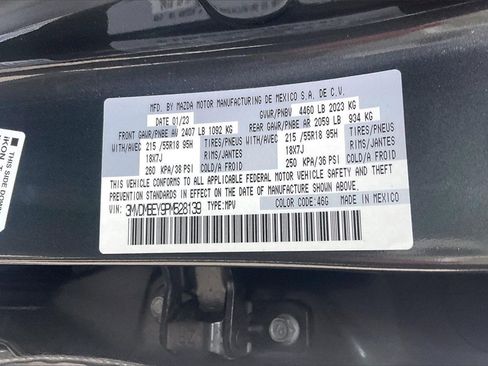 MFD. BY MAZDA MOTOR MANUFACTURING DE MEXICO S.A. DE C.V.
DATE 01/23 GVWR/PNBV 4460 LB 2023 KG
FRONT GAWR/PNBE AV 2407 LB 1092 KG REAR GAWR/PNBE AR 2059 LB 934 KG
WITH/AVEC 215 /55R18 95H TIRES/PNEUS WITH/AVEC 215 /55R18 95H TIRES/PNEUS
18X7J RIMS/JANTES 18X7J RIMS/JANTES
260 KPA/38 PSI 250 KPA/36 PSI
THIS VEHICLE CONFORMS TO ALL APPLICABLE FEDERAL MOTOR VEHICLE SAFETY AND THEFT
PREVENTION STANDARDS IN EFFECT ON THE DATE OF MANUFACTURE SHOWN ABOVE.
VIN: 3MVDMBEY9PM528139 TYPE:MPV COLOR CODE:46G
MADE IN MEXICO
THIS SIDE DOWN